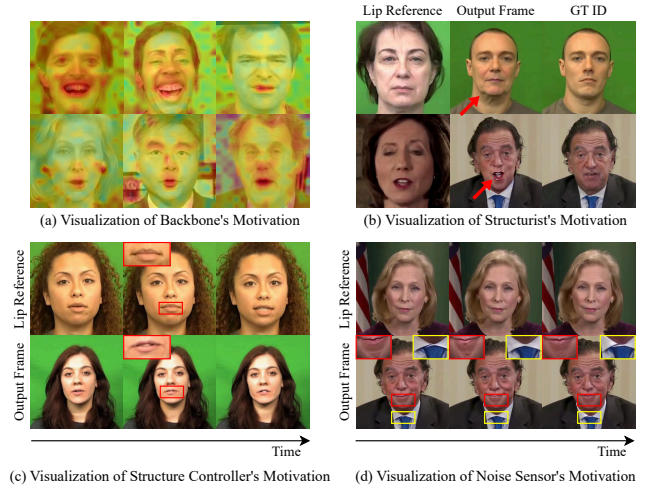 Lip Reference Output Frame GT ID
(a) Visualization of Backbone's Motivation
(b) Visualization of Structurist's Motivation
Lip Reference
Output Frame
Time
(c) Visualization of Structure Controller's Motivation
Lip Reference
Output Frame
Time
(d) Visualization of Noise Sensor's Motivation